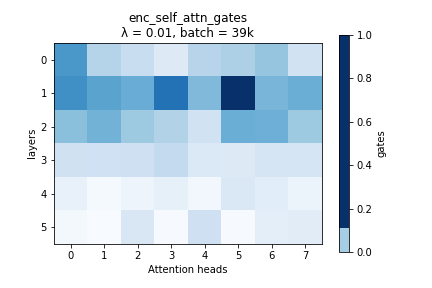 enc_self_attn_gates
λ = 0.01, batch = 39k
layers
0
1
2
3
4
5
0 1 2 3 4 5 6 7
Attention heads
1.0
0.8
0.6
0.4
0.2
0.0
gates